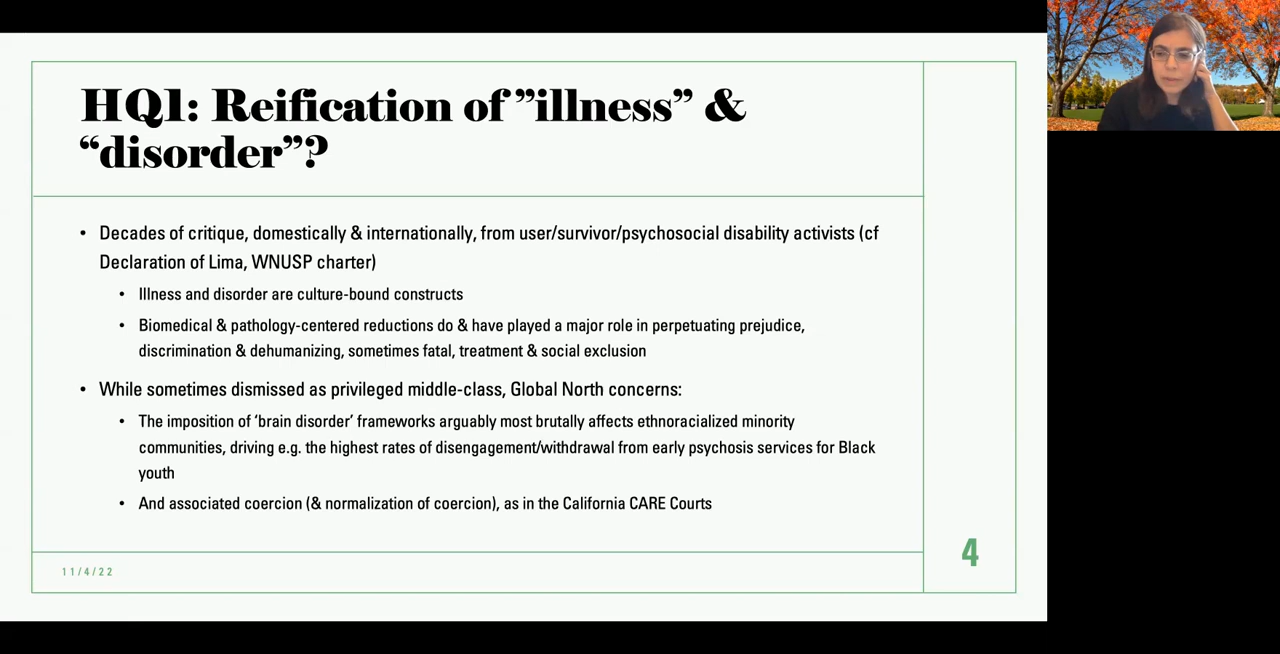 HQ1: Reification of ”illness” &
“disorder”?
• Decades of critique, domestically & internationally, from user/survivor/psychosocial disability activists (cf
Declaration of Lima, WNUSP charter)
• Illness and disorder are culture-bound constructs
• Biomedical & pathology-centered reductions do & have played a major role in perpetuating prejudice,
discrimination & dehumanizing, sometimes fatal, treatment & social exclusion
• While sometimes dismissed as privileged middle-class, Global North concerns:
• The imposition of ‘brain disorder’ frameworks arguably most brutally affects ethnoracialized minority
communities, driving e.g. the highest rates of disengagement/withdrawal from early psychosis services for Black
youth
• And associated coercion (& normalization of coercion), as in the California CARE Courts
11/4/22
4